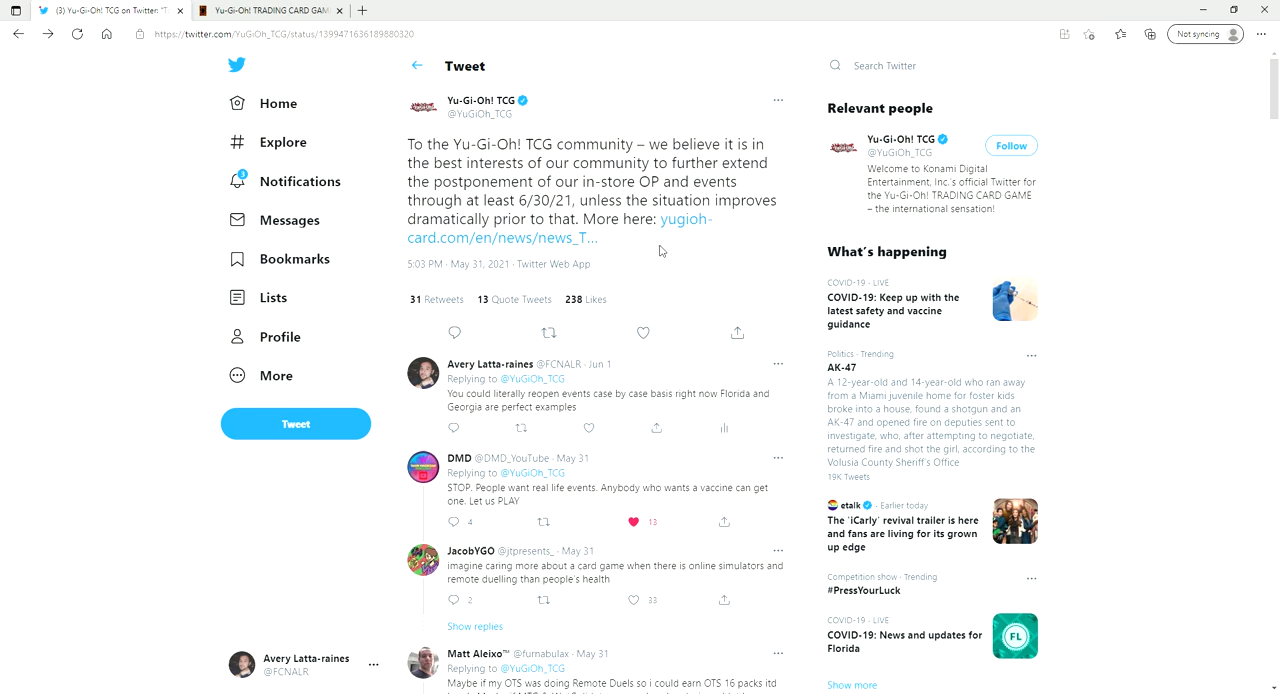 (3) Yu-Gi-Oh! TCG on Twitter: "T
Yu-Gi-Oh! TRADING CARD GAM
https://twitter.com/YuGiOh_TCG/status/1399471636189880320
Not syncing
Home
Explore
3
Notifications
Messages
Bookmarks
Lists
Profile
More
Tweet
Avery Latta-raines
@FCNALR
Tweet
Yu-Gi-Oh! TCG
@YuGiOh_TCG
To the Yu-Gi-Oh! TCG community – we believe it is in
the best interests of our community to further extend
the postponement of our in-store OP and events
through at least 6/30/21, unless the situation improves
dramatically prior to that. More here: yugioh-
card.com/en/news/news_T...
5:03 PM · May 31, 2021 · Twitter Web App
31 Retweets 13 Quote Tweets 238 Likes
Avery Latta-raines @FCNALR · Jun 1
Replying to @YuGiOh_TCG
You could literally reopen events case by case basis right now Florida and
Georgia are perfect examples
DMD @DMD_YouTube · May 31
Replying to @YuGiOh_TCG
STOP. People want real life events. Anybody who wants a vaccine can get
one. Let us PLAY
4 13
JacobYGO @jtpresents_ · May 31
imagine caring more about a card game when there is online simulators and
remote duelling than people's health
2 33
Show replies
Matt Aleixo™ @furnabulax · May 31
Replying to @YuGiOh_TCG
Maybe if my OTS was doing Remote Duels so i could earn OTS 16 packs itd
Search Twitter
Relevant people
Yu-Gi-Oh! TCG
@YuGiOh_TCG
Follow
Welcome to Konami Digital
Entertainment, Inc.'s official Twitter for
the Yu-Gi-Oh! TRADING CARD GAME
– the international sensation!
What's happening
COVID-19 · LIVE
COVID-19: Keep up with the
latest safety and vaccine
guidance
Politics · Trending
AK-47
A 12-year-old and 14-year-old who ran away
from a Miami juvenile home for foster kids
broke into a house, found a shotgun and an
AK-47 and opened fire on deputies sent to
investigate, who, after attempting to negotiate,
returned fire and shot the girl, according to the
Volusia County Sheriff's Office
19K Tweets
etalk · Earlier today
The 'iCarly' revival trailer is here
and fans are living for its grown
up edge
Competition show · Trending
#PressYourLuck
COVID-19 · LIVE
COVID-19: News and updates for
Florida
FL
Show more